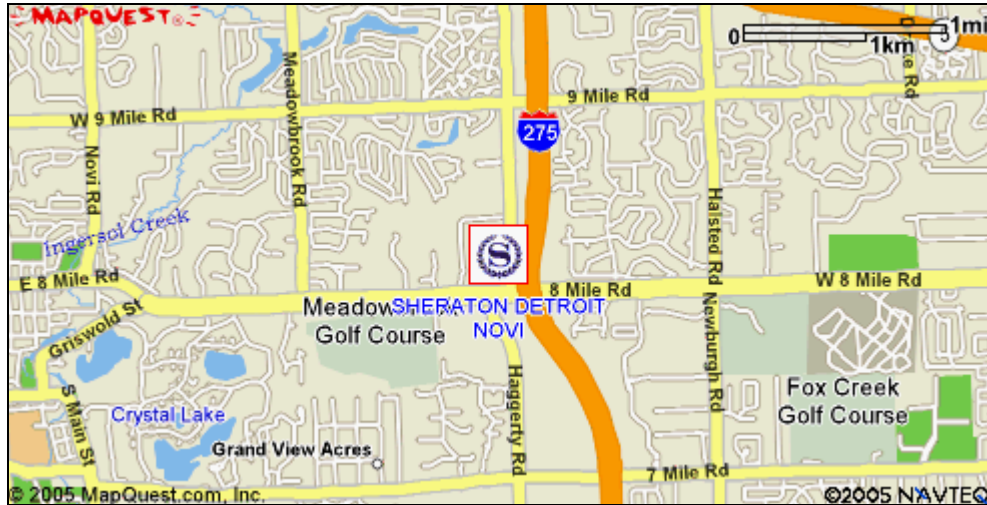 MAPQUEST
0
1mi
1km
5
Meadowbrook Rd
9 Mile Rd
W 9 Mile Rd
275
Novi Rd
Halsted Rd
Ingersol Creek
S
E 8 Mile Rd
8 Mile Rd
W 8 Mile Rd
SHERATON DETROIT
NOVI
Golf Course
Griswold St
Newburgh Rd
Haggerty Rd
Fox Creek
Golf Course
S Main St
Crystal Lake
Grand View Acres
7 Mile Rd
© 2005 MapQuest.com, Inc.
©2005 NAVTEQ